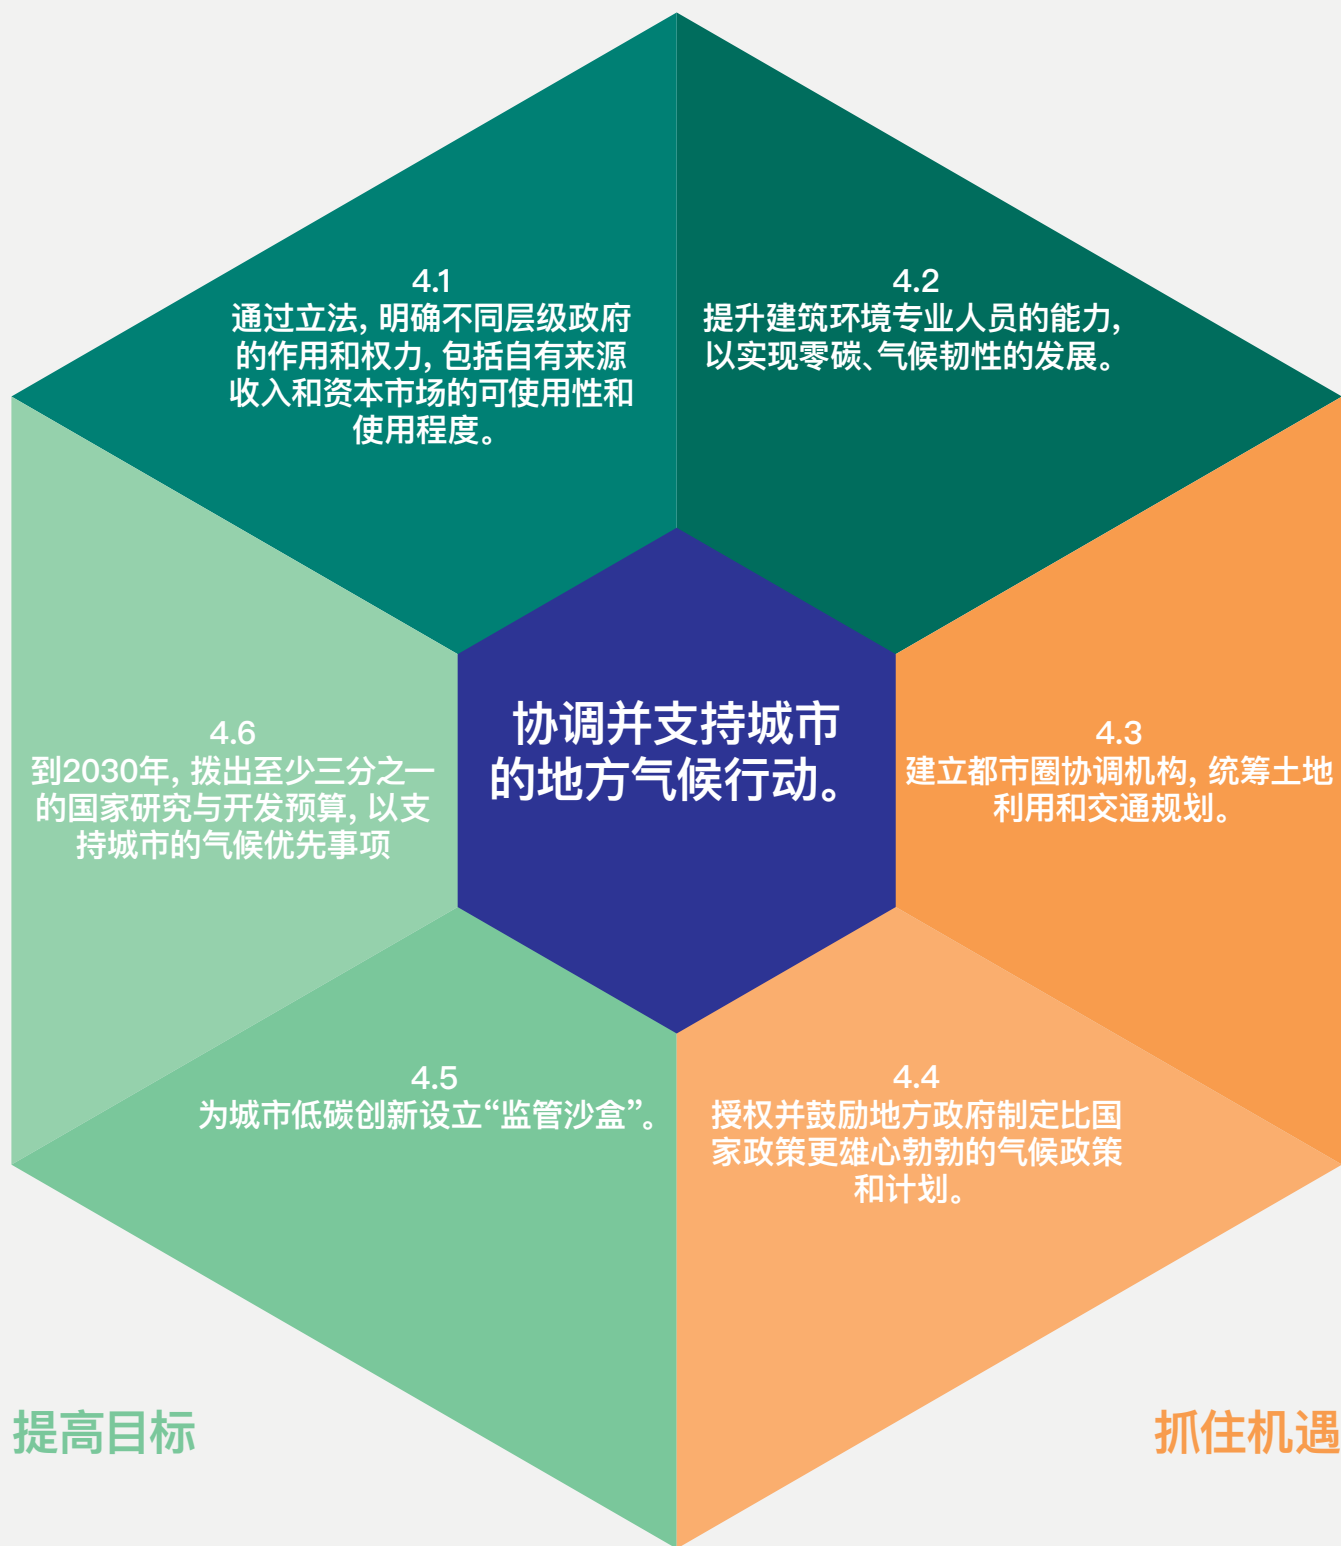 4.1
通过立法, 明确不同层级政府
的作用和权力, 包括自有来源
收入和资本市场的可使用性和
使用程度。
4.2
提升建筑环境专业人员的能力,
以实现零碳、气候韧性的发展。
协调并支持城市
的地方气候行动。
4.3
建立都市圈协调机构, 统筹土地
利用和交通规划。
4.4
授权并鼓励地方政府制定比国
家政策更雄心勃勃的气候政策
和计划。
4.5
为城市低碳创新设立“监管沙盒”。
4.6
到2030年, 拨出至少三分之一
的国家研究与开发预算, 以支
持城市的气候优先事项
提高目标
抓住机遇